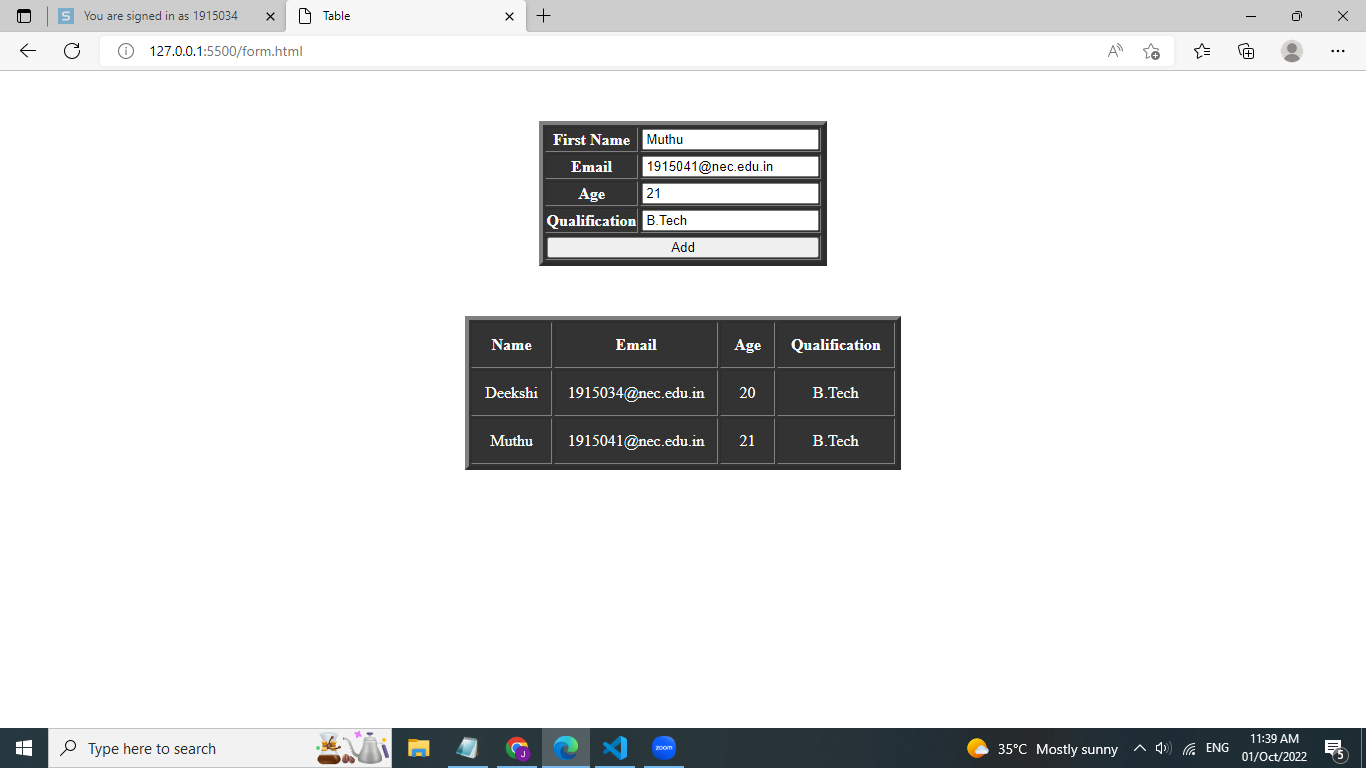 You are signed in as 1915034
Table
127.0.0.1:5500/form.html
First Name Muthu
Email 1915041@nec.edu.in
Age 21
Qualification B.Tech
Add
Name Email Age Qualification
Deekshi 1915034@nec.edu.in 20 B.Tech
Muthu 1915041@nec.edu.in 21 B.Tech
Type here to search
zoom
35°C Mostly sunny
ENG
11:39 AM
01/Oct/2022
5